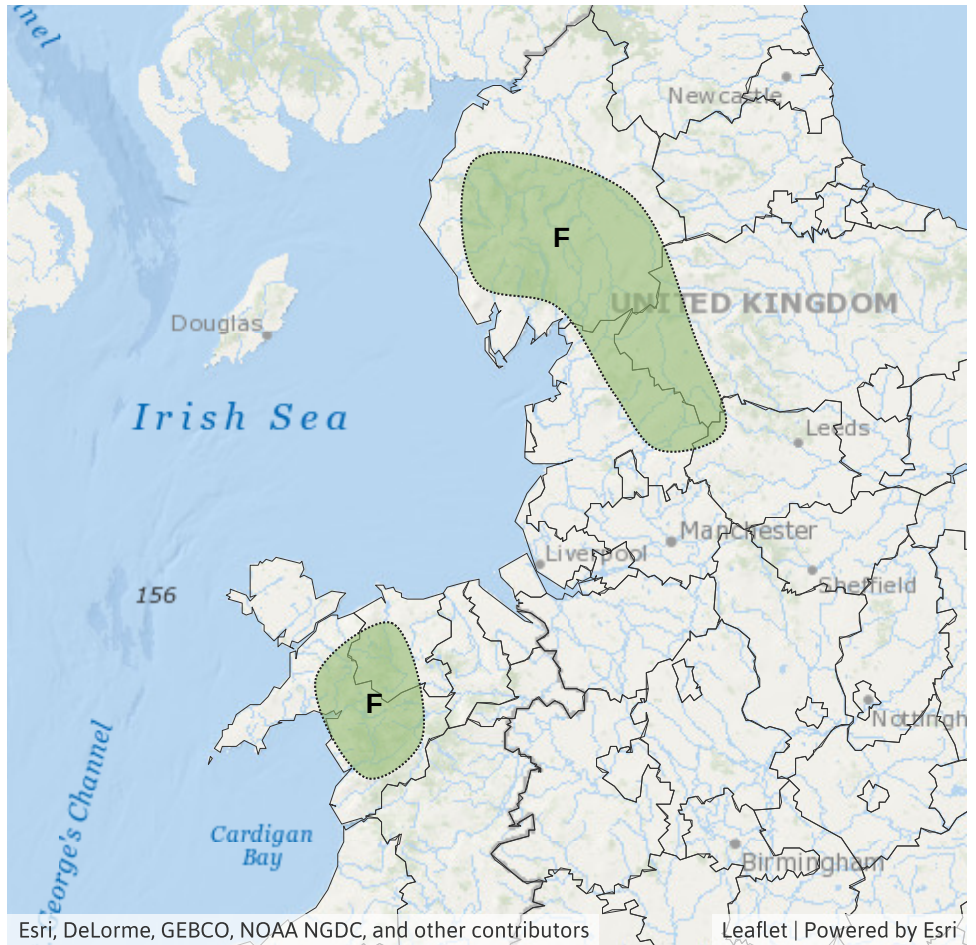 nnel
Newcastle
F
UNITED KINGDOM
Douglas
Irish Sea
Leeds
Manchester
Liverpool
Sheffield
156
F
Nottingh
George's Channel
Cardigan
Bay
Birmingham
Esri, DeLorme, GEBCO, NOAA NGDC, and other contributors
Leaflet | Powered by Esri